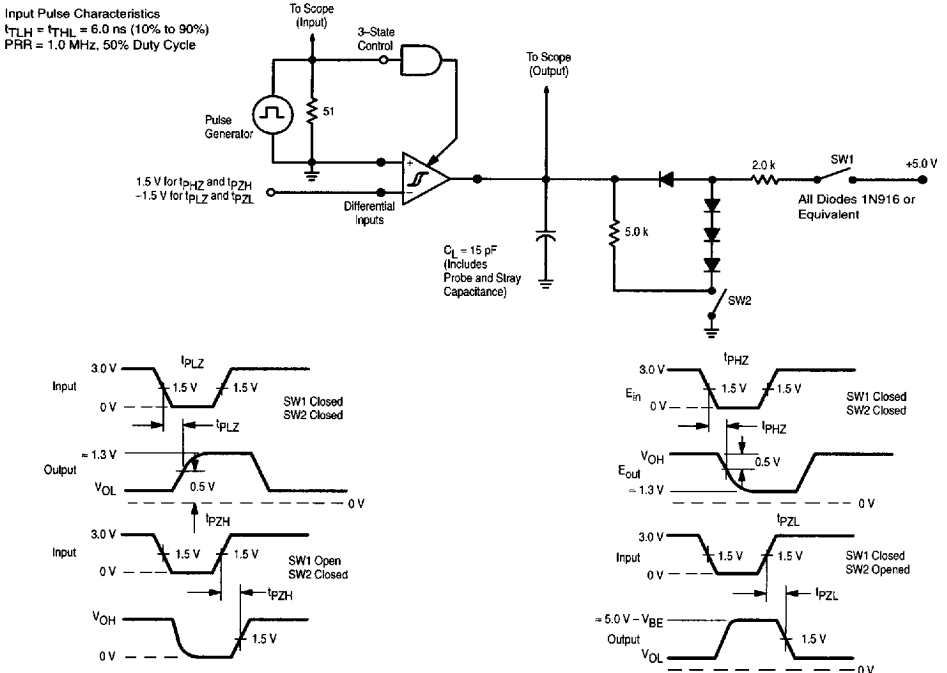 Input Pulse Characteristics
tTLH = tTHL = 6.0 ns (10% to 90%)
PRR = 1.0 MHz, 50% Duty Cycle
To Scope
(Input)
3–State
Control
51
Pulse
Generator
1.5 V for tPHZ and tPZH
–1.5 V for tPLZ and tPZL
+
–
Differential
Inputs
To Scope
(Output)
CL = 15 pF
(Includes
Probe and Stray
Capacitance)
5.0 k
2.0 k
SW1
+5.0 V
All Diodes 1N916 or
Equivalent
SW2
tPLZ
3.0 V
Input
1.5 V
1.5 V
0 V
SW1 Closed
SW2 Closed
tPLZ
≈ 1.3 V
Output
0.5 V
VOL
0 V
tPZH
3.0 V
Input
1.5 V
1.5 V
0 V
SW1 Open
SW2 Closed
tPZH
VOH
1.5 V
0 V
tPHZ
3.0 V
Ein
1.5 V
1.5 V
0 V
SW1 Closed
SW2 Closed
tPHZ
VOH
0.5 V
Eout
≈ 1.3 V
0 V
tPZL
3.0 V
Input
1.5 V
1.5 V
0 V
SW1 Closed
SW2 Opened
tPZL
≈ 5.0 V – VBE
Output
1.5 V
VOL
0 V